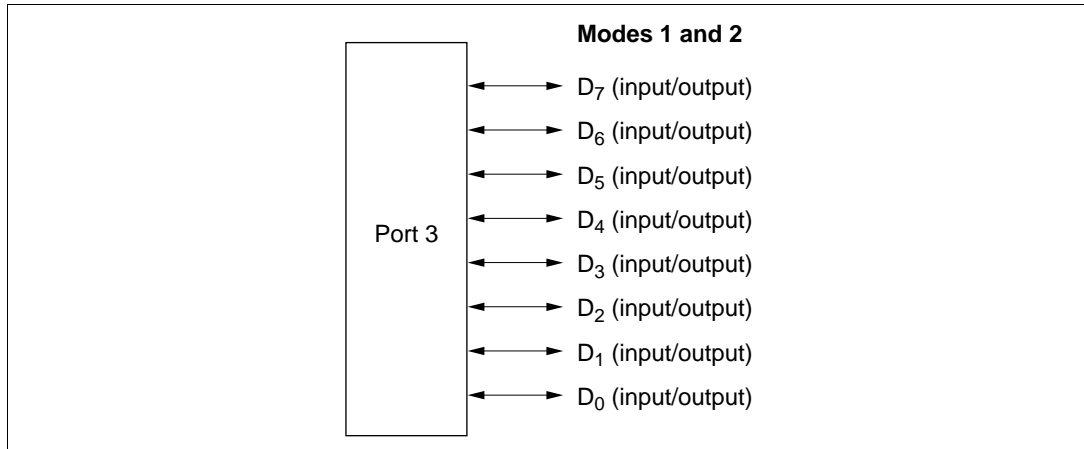 Modes 1 and 2
D₇ (input/output)
D₆ (input/output)
D₅ (input/output)
D₄ (input/output)
Port 3
D₃ (input/output)
D₂ (input/output)
D₁ (input/output)
D₀ (input/output)